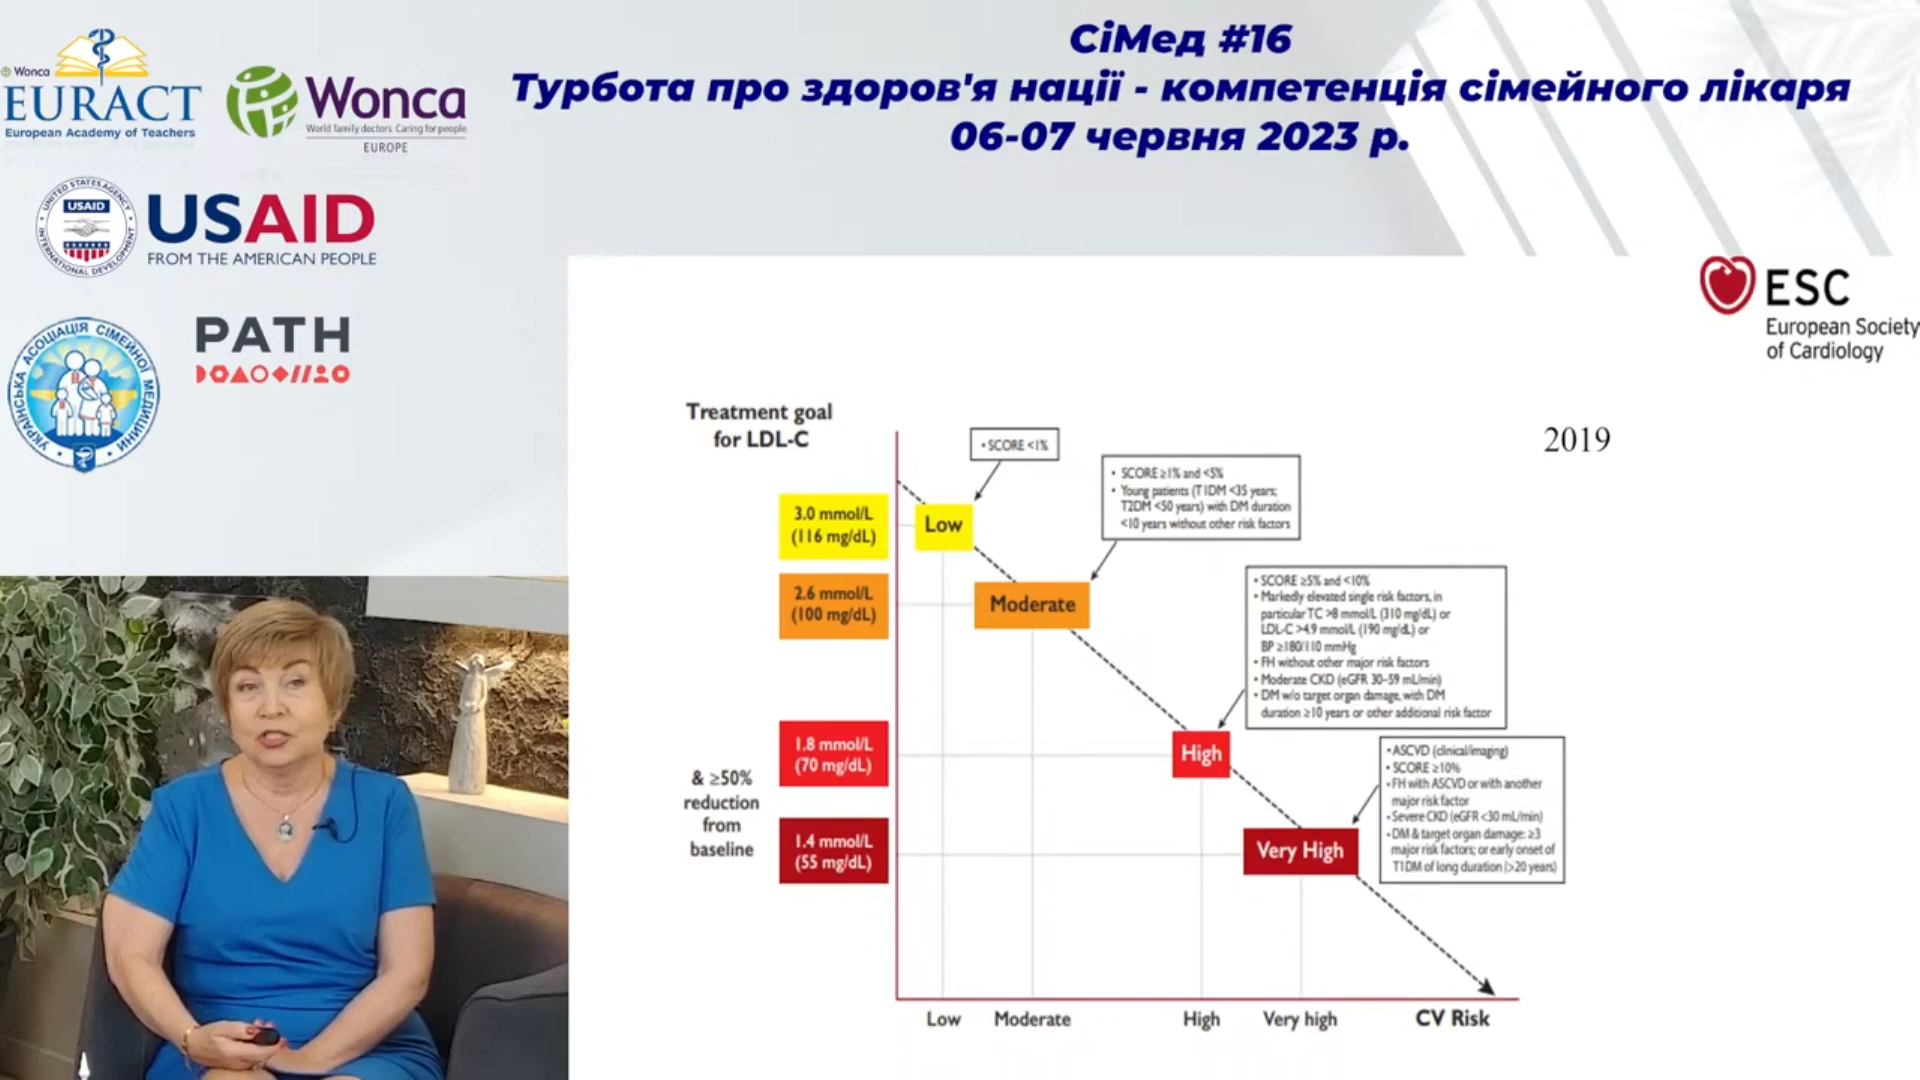 СіМед #16
Турбота про здоров'я нації - компетенція сімейного лікаря
06-07 червня 2023 р.
Wonca
EURACT
European Academy of Teachers
Wonca
World family doctors. Caring for people.
EUROPE
UNITED STATES AGENCY
USAID
INTERNATIONAL DEVELOPMENT
USAID
FROM THE AMERICAN PEOPLE
УКРАЇНСЬКА АСОЦІАЦІЯ СІМЕЙНОЇ МЕДИЦИНИ
PATH
ESC
European Society
of Cardiology
2019
Treatment goal
for LDL-C
3.0 mmol/L
(116 mg/dL)
2.6 mmol/L
(100 mg/dL)
1.8 mmol/L
(70 mg/dL)
1.4 mmol/L
(55 mg/dL)
& ≥50%
reduction
from
baseline
• SCORE <1%
Low
• SCORE ≥1% and <5%
• Young patients (T1DM <35 years;
T2DM <50 years) with DM duration
<10 years without other risk factors
Moderate
• SCORE ≥5% and <10%
• Markedly elevated single risk factors, in
particular TC >8 mmol/L (310 mg/dL) or
LDL-C >4.9 mmol/L (190 mg/dL) or
BP ≥180/110 mmHg
• FH without other major risk factors
• Moderate CKD (eGFR 30–59 mL/min)
• DM w/o target organ damage, with DM
duration ≥10 years or other additional risk factor
High
• ASCVD (clinical/imaging)
• SCORE ≥10%
• FH with ASCVD or with another
major risk factor
• Severe CKD (eGFR <30 mL/min)
• DM & target organ damage: ≥3
major risk factors; or early onset of
T1DM of long duration (>20 years)
Very High
Low
Moderate
High
Very high
CV Risk